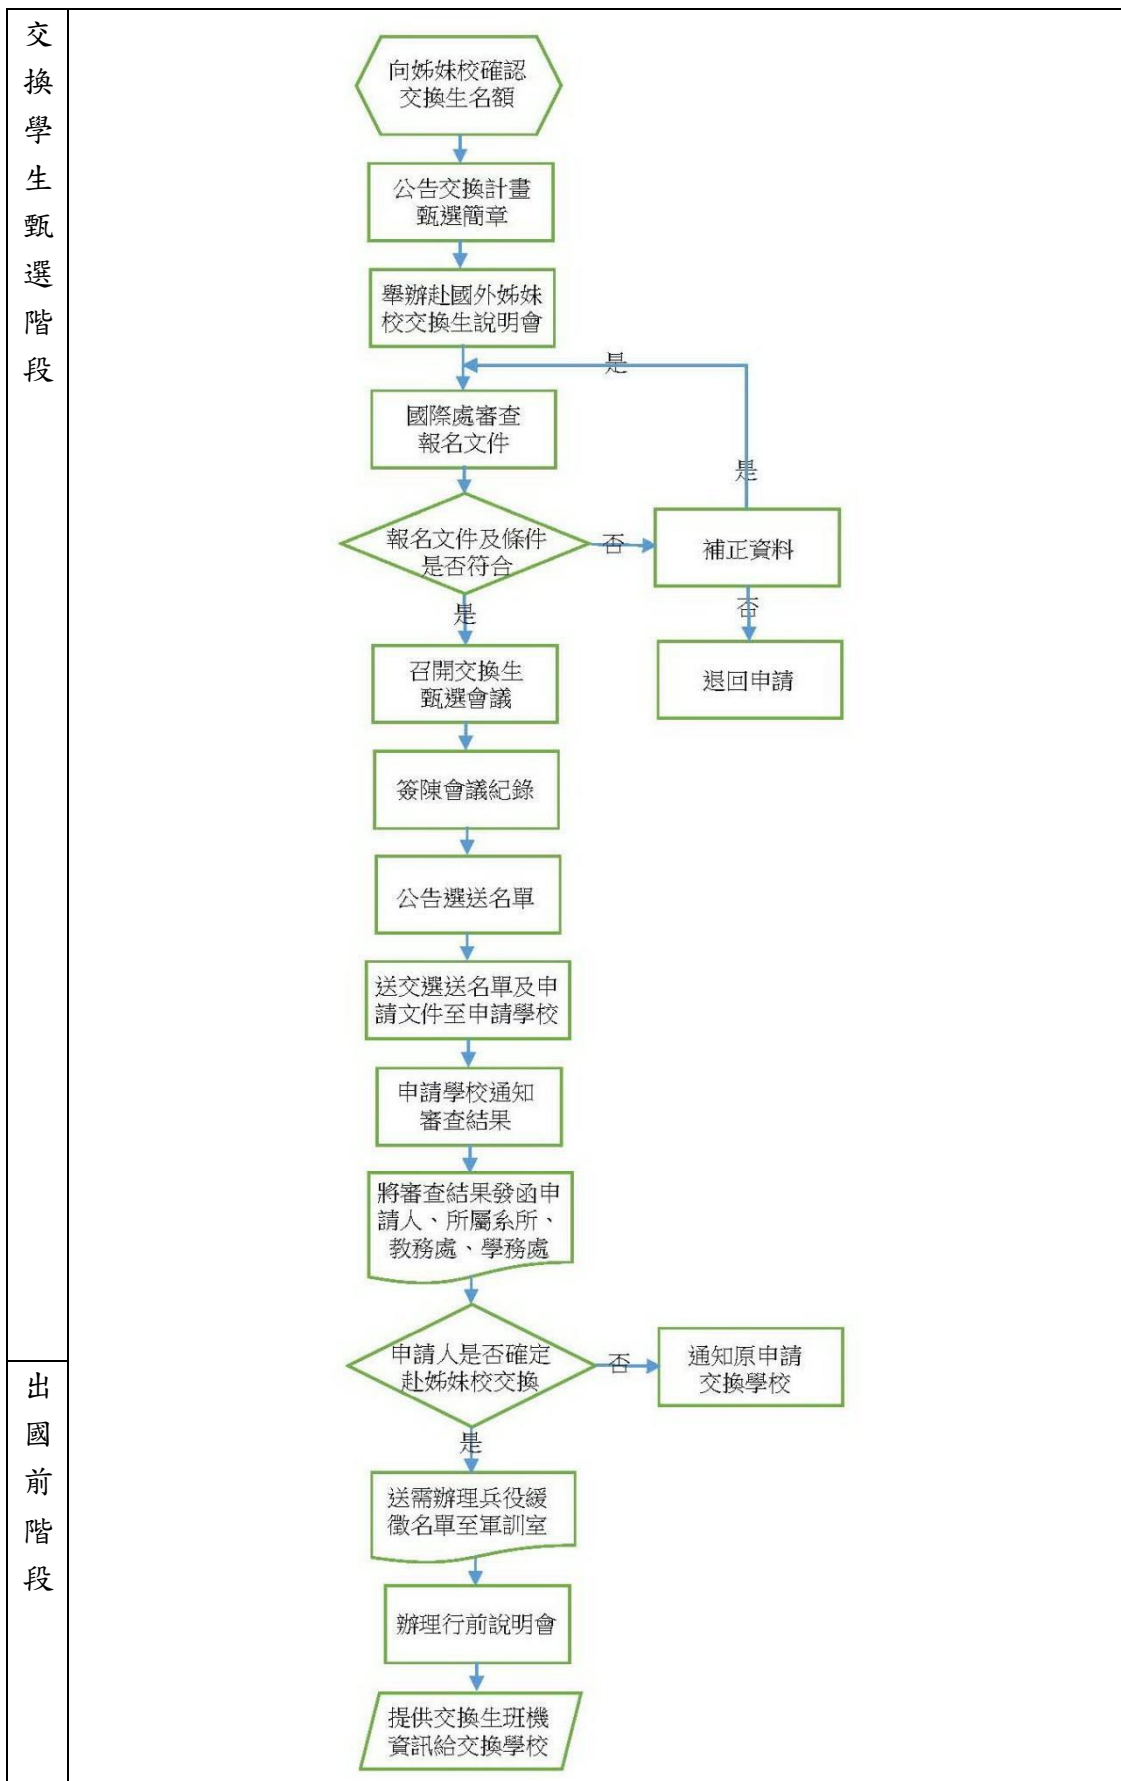 交換學生甄選階段
向姊妹校確認
交換生名額
公告交換計畫
甄選簡章
舉辦赴國外姊妹
校交換生說明會
是
國際處審查
報名文件
是
報名文件及條件
是否符合
否
補正資料
是
否
召開交換生
甄選會議
退回申請
簽陳會議紀錄
公告選送名單
送交選送名單及申
請文件至申請學校
申請學校通知
審查結果
將審查結果發函申
請人、所屬系所、
教務處、學務處
出國前階段
申請人是否確定
赴姊妹校交換
否
通知原申請
交換學校
是
送需辦理兵役緩
徵名單至軍訓室
辦理行前說明會
提供交換生班機
資訊給交換學校